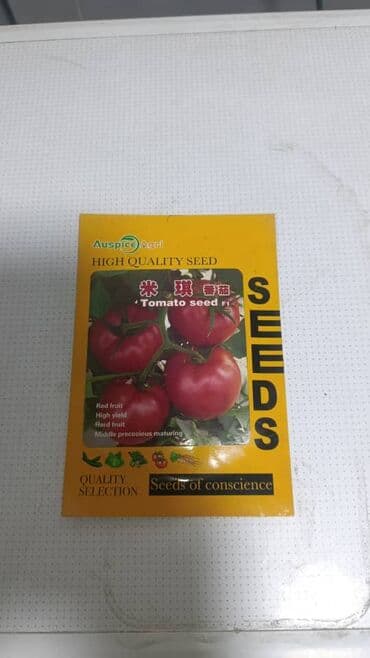 Auspice Agri
HIGH QUALITY SEED
米 琪 番茄
Tomato seed F1
Red fruit
High yield
Hard fruit
Middle precocious maturing
SEEDS
QUALITY
SELECTION
Seeds of conscience